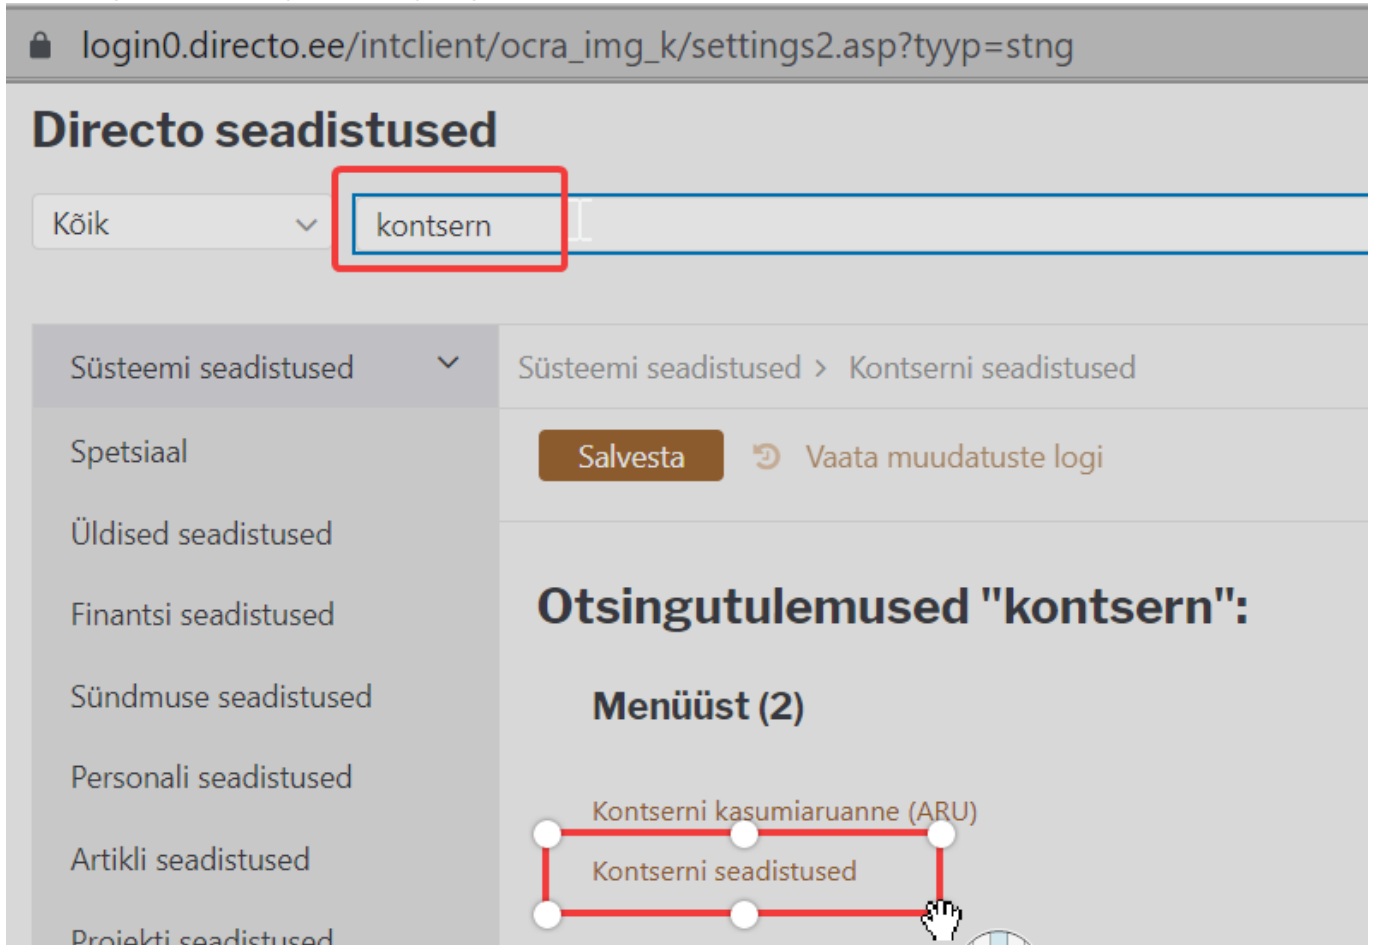 login0.directo.ee/intclient/ocra_img_k/settings2.asp?tyyp=stng
Directo seadistused
Kõik
kontsern
Süsteemi seadistused
Süsteemi seadistused > Kontserni seadistused
Spetsiaal
Salvesta
Vaata muudatuste logi
Üldised seadistused
Otsingutulemused "kontsern":
Finantsi seadistused
Sündmuse seadistused
Menüüst (2)
Personali seadistused
Kontserni kasumiaruanne (ARU)
Artikli seadistused
Kontserni seadistused
Projekti seadistused